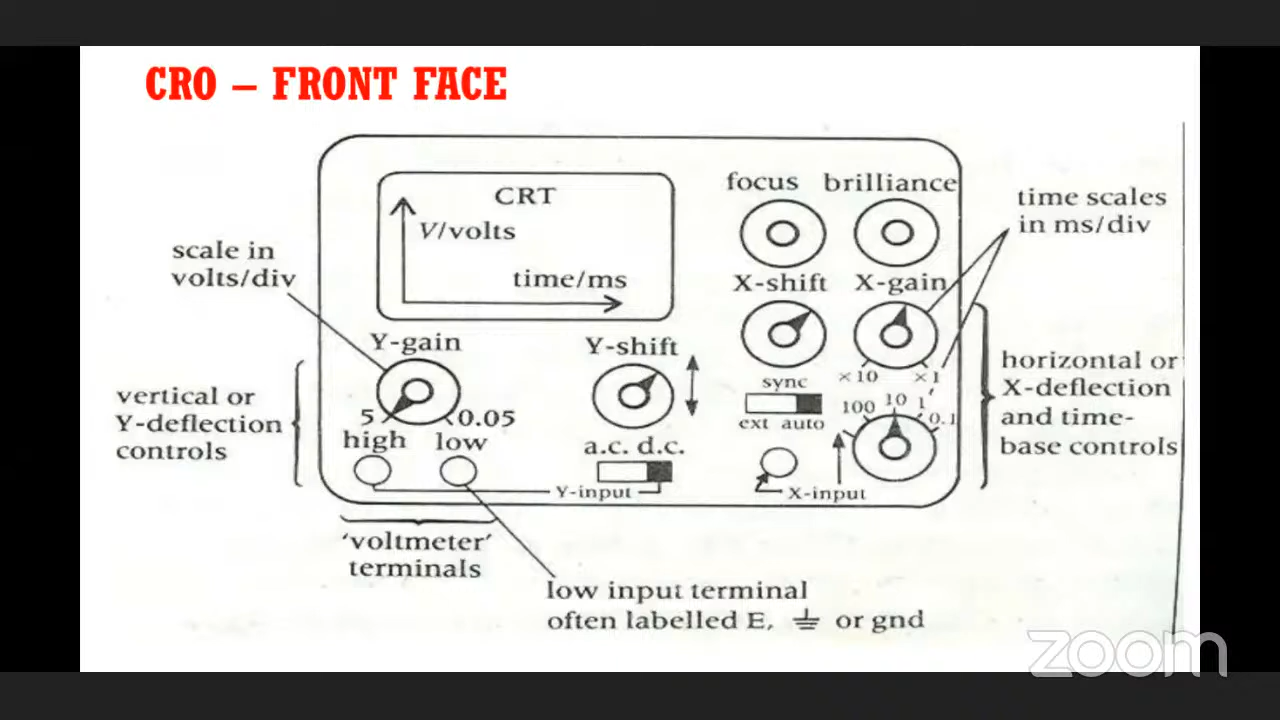 CRO – FRONT FACE
CRT
V/volts
time/ms
focus
brilliance
time scales
in ms/div
scale in
volts/div
X-shift
X-gain
Y-gain
Y-shift
×10
×1
sync
ext auto
100
10
1
0.1
horizontal or
X-deflection
and time-
base controls
vertical or
Y-deflection
controls
5
0.05
high
low
a.c. d.c.
Y-input
X-input
'voltmeter'
terminals
low input terminal
often labelled E, ⏚ or gnd
zoom